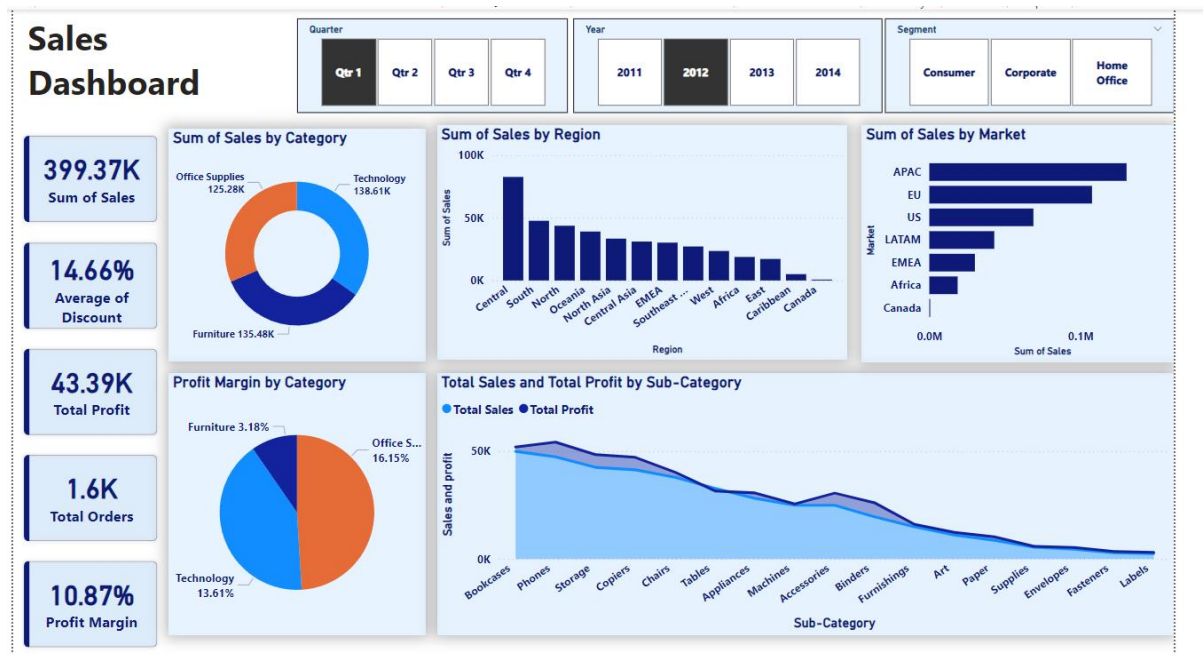 Sales
Dashboard
Quarter
Qtr 1
Qtr 2
Qtr 3
Qtr 4
Year
2011
2012
2013
2014
Segment
Consumer
Corporate
Home
Office
399.37K
Sum of Sales
14.66%
Average of
Discount
43.39K
Total Profit
1.6K
Total Orders
10.87%
Profit Margin
Sum of Sales by Category
Office Supplies
125.28K
Technology
138.61K
Furniture 135.48K
Sum of Sales by Region
Sum of Sales
100K
50K
0K
Central
South
North
Oceania
North Asia
Central Asia
EMEA
Southeast ...
West
Africa
East
Caribbean
Canada
Region
Sum of Sales by Market
Market
APAC
EU
US
LATAM
EMEA
Africa
Canada
0.0M
0.1M
Sum of Sales
Profit Margin by Category
Furniture 3.18%
Office S...
16.15%
Technology
13.61%
Total Sales and Total Profit by Sub-Category
Total Sales
Total Profit
Sales and profit
50K
0K
Bookcases
Phones
Storage
Copiers
Chairs
Tables
Appliances
Machines
Accessories
Binders
Furnishings
Art
Paper
Supplies
Envelopes
Fasteners
Labels
Sub-Category